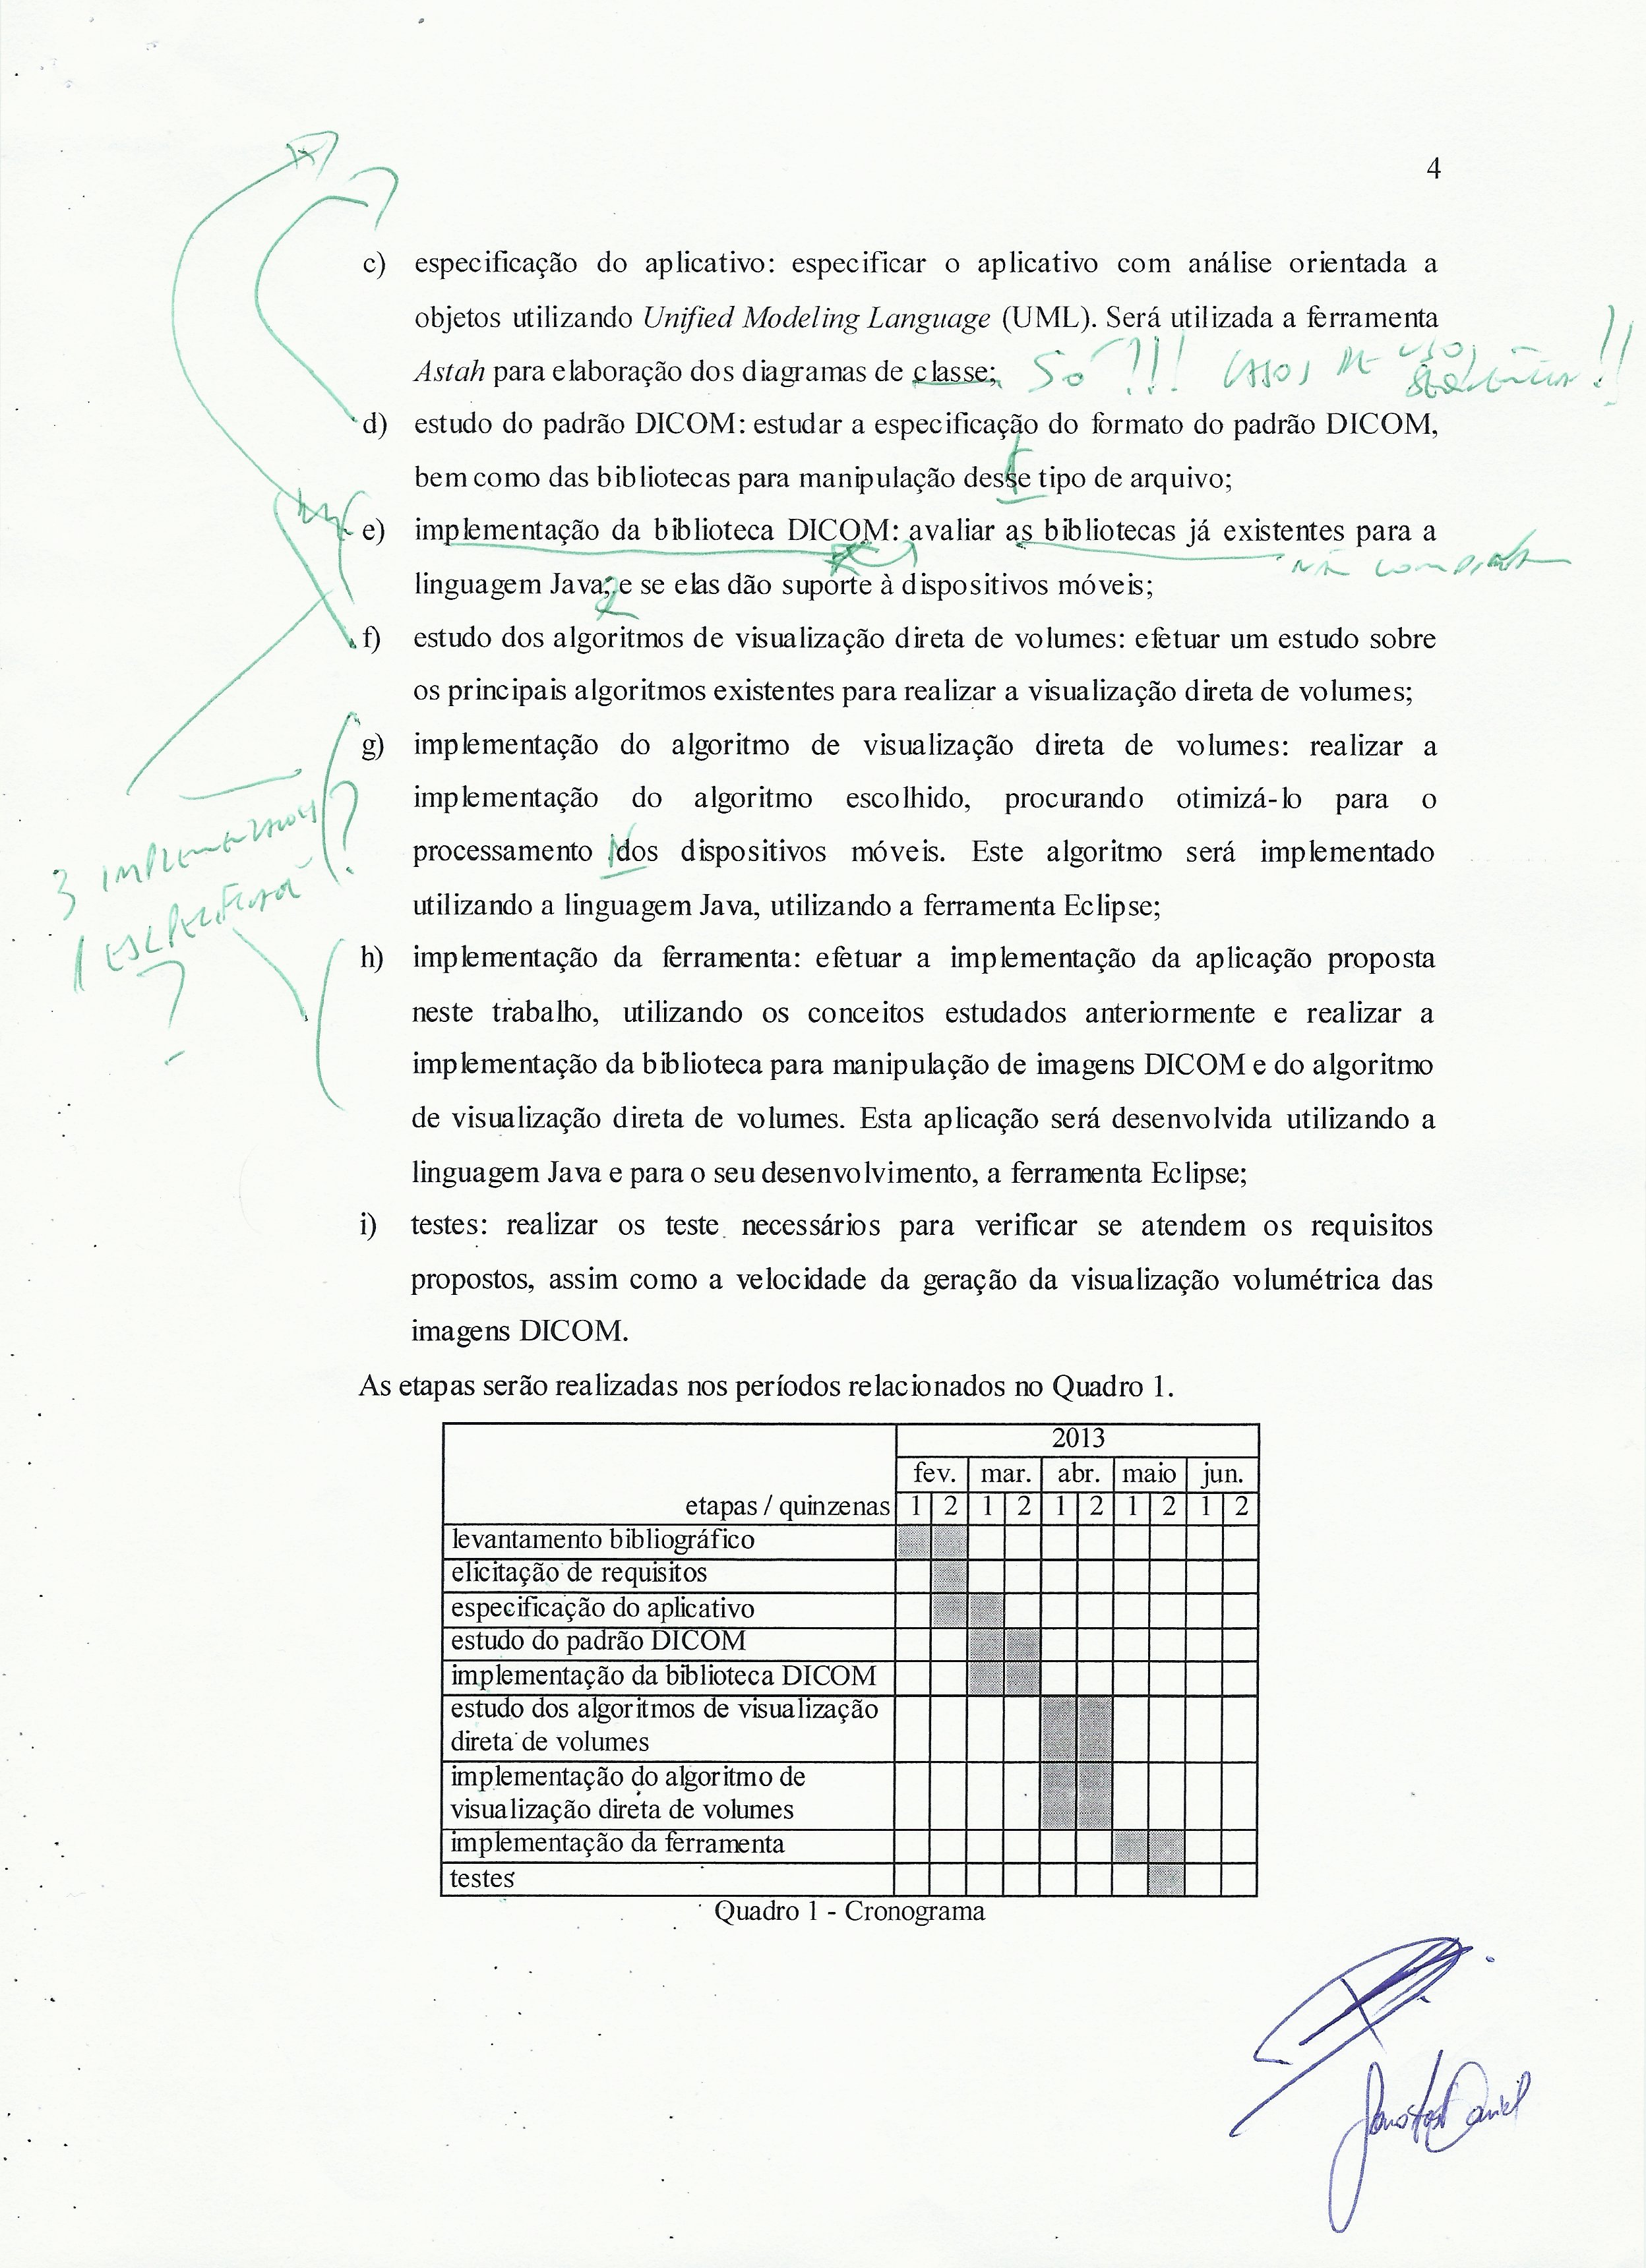 4
c) especificação do aplicativo: especificar o aplicativo com análise orientada a
objetos utilizando Unified Modeling Language (UML). Será utilizada a ferramenta
Astah para elaboração dos diagramas de classe;
SÓ ?!!! CASOS DE USO, !!
d) estudo do padrão DICOM: estudar a especificação do formato do padrão DICOM,
bem como das bibliotecas para manipulação desse tipo de arquivo;
e) implementação da biblioteca DICOM: avaliar as bibliotecas já existentes para a
linguagem Java; e se elas dão suporte à dispositivos móveis;
f) estudo dos algoritmos de visualização direta de volumes: efetuar um estudo sobre
os principais algoritmos existentes para realizar a visualização direta de volumes;
g) implementação do algoritmo de visualização direta de volumes: realizar a
implementação do algoritmo escolhido, procurando otimizá-lo para o
processamento dos dispositivos móveis. Este algoritmo será implementado
utilizando a linguagem Java, utilizando a ferramenta Eclipse;
3
1
?
h) implementação da ferramenta: efetuar a implementação da aplicação proposta
neste trabalho, utilizando os conceitos estudados anteriormente e realizar a
implementação da biblioteca para manipulação de imagens DICOM e do algoritmo
de visualização direta de volumes. Esta aplicação será desenvolvida utilizando a
linguagem Java e para o seu desenvolvimento, a ferramenta Eclipse;
i) testes: realizar os teste necessários para verificar se atendem os requisitos
propostos, assim como a velocidade da geração da visualização volumétrica das
imagens DICOM.
As etapas serão realizadas nos períodos relacionados no Quadro 1.
2013
fev. mar. abr. maio jun.
etapas / quinzenas 1 2 1 2 1 2 1 2 1 2
levantamento bibliográfico
elicitação de requisitos
especificação do aplicativo
estudo do padrão DICOM
implementação da biblioteca DICOM
estudo dos algoritmos de visualização
direta de volumes
implementação do algoritmo de
visualização direta de volumes
implementação da ferramenta
testes
Quadro 1 - Cronograma